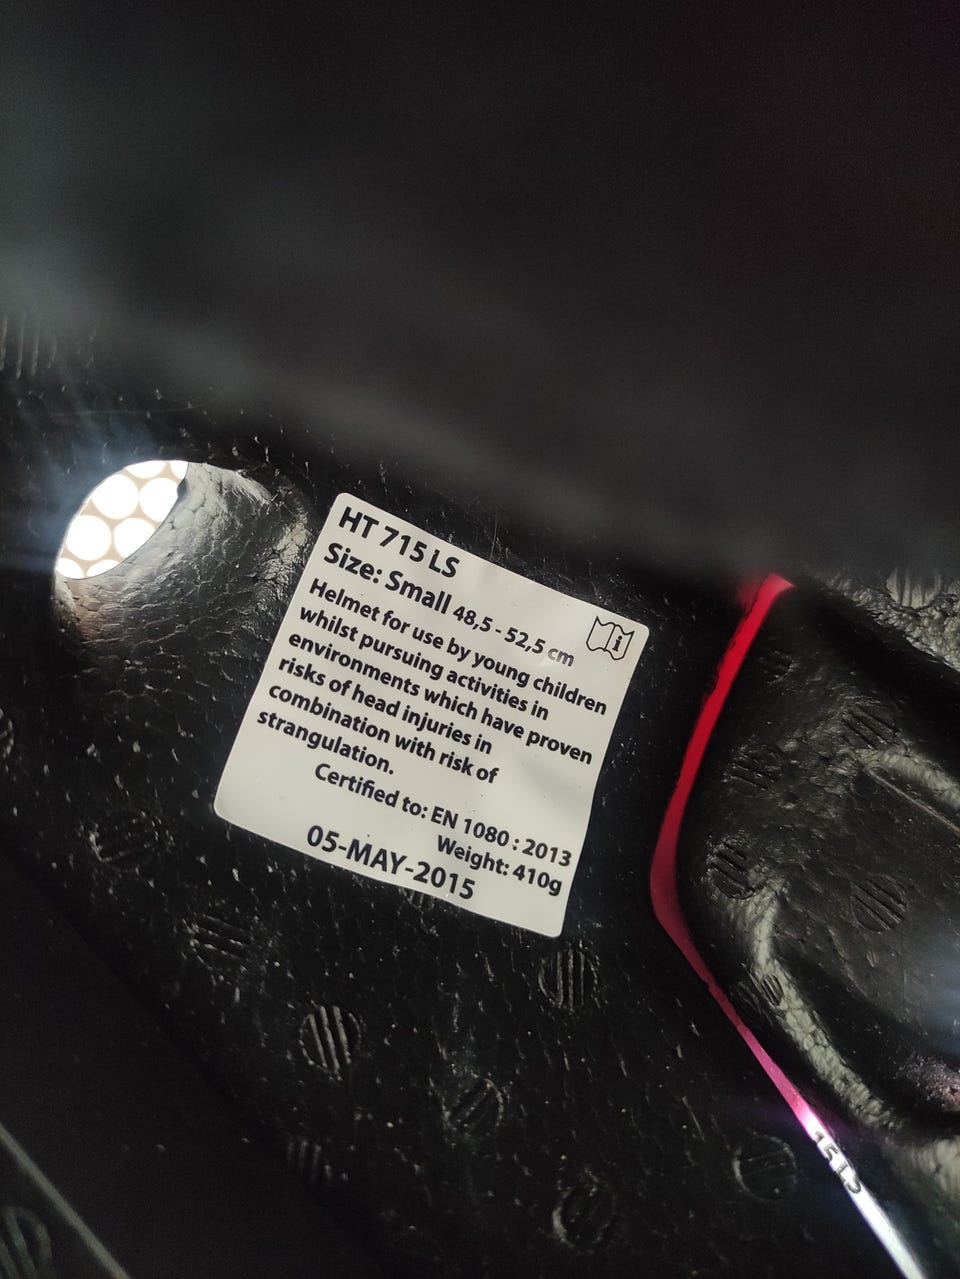 HT 715 LS
Size: Small 48,5 - 52,5 cm
Helmet for use by young children
whilst pursuing activities in
environments which have proven
risks of head injuries in
combination with risk of
strangulation.
Certified to: EN 1080 : 2013
Weight: 410g
05-MAY-2015
15LS